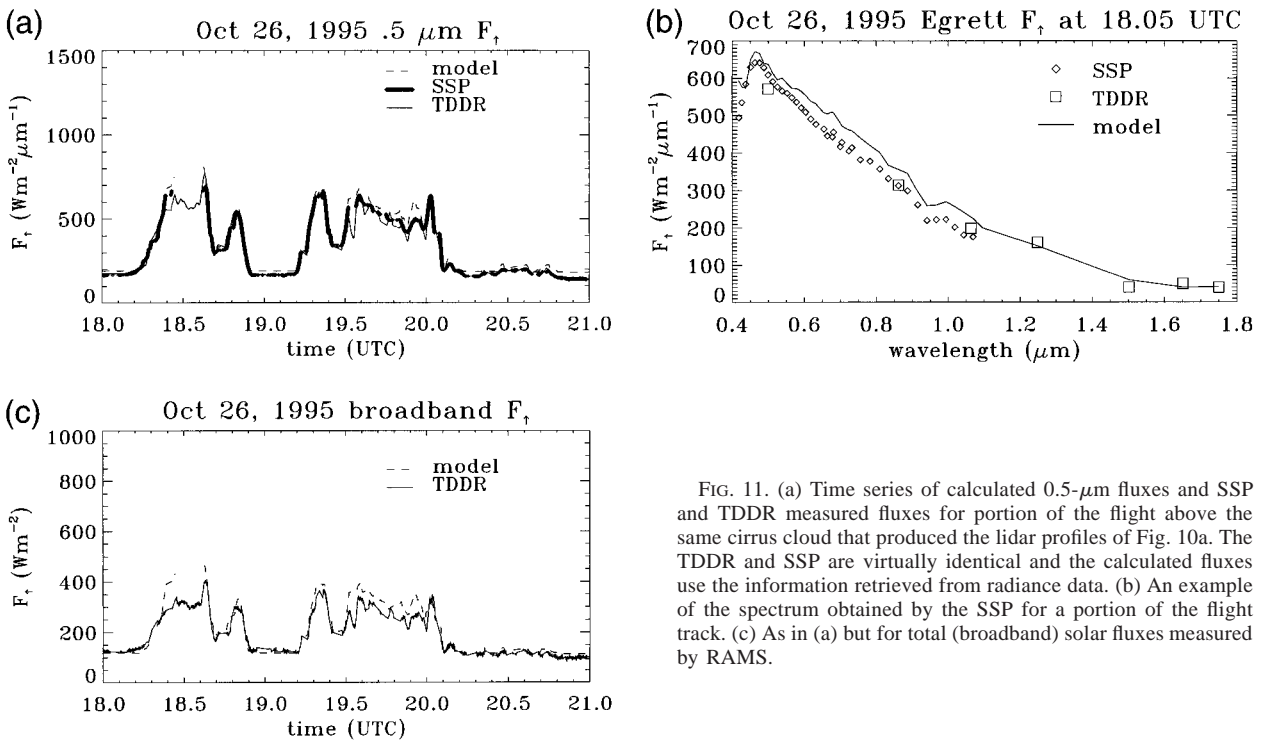 (a)
Oct 26, 1995 .5 μm F↑
1500
1000
500
0
F↑ (Wm⁻²μm⁻¹)
model
SSP
TDDR
18.0 18.5 19.0 19.5 20.0 20.5 21.0
time (UTC)
(b)
Oct 26, 1995 Egrett F↑ at 18.05 UTC
700
600
500
400
300
200
100
0
F↑ (Wm⁻²μm⁻¹)
SSP
TDDR
model
0.4 0.6 0.8 1.0 1.2 1.4 1.6 1.8
wavelength (μm)
(c)
Oct 26, 1995 broadband F↑
1000
800
600
400
200
0
F↑ (Wm⁻²)
model
TDDR
18.0 18.5 19.0 19.5 20.0 20.5 21.0
time (UTC)
FIG. 11. (a) Time series of calculated 0.5-μm fluxes and SSP
and TDDR measured fluxes for portion of the flight above the
same cirrus cloud that produced the lidar profiles of Fig. 10a. The
TDDR and SSP are virtually identical and the calculated fluxes
use the information retrieved from radiance data. (b) An example
of the spectrum obtained by the SSP for a portion of the flight
track. (c) As in (a) but for total (broadband) solar fluxes measured
by RAMS.